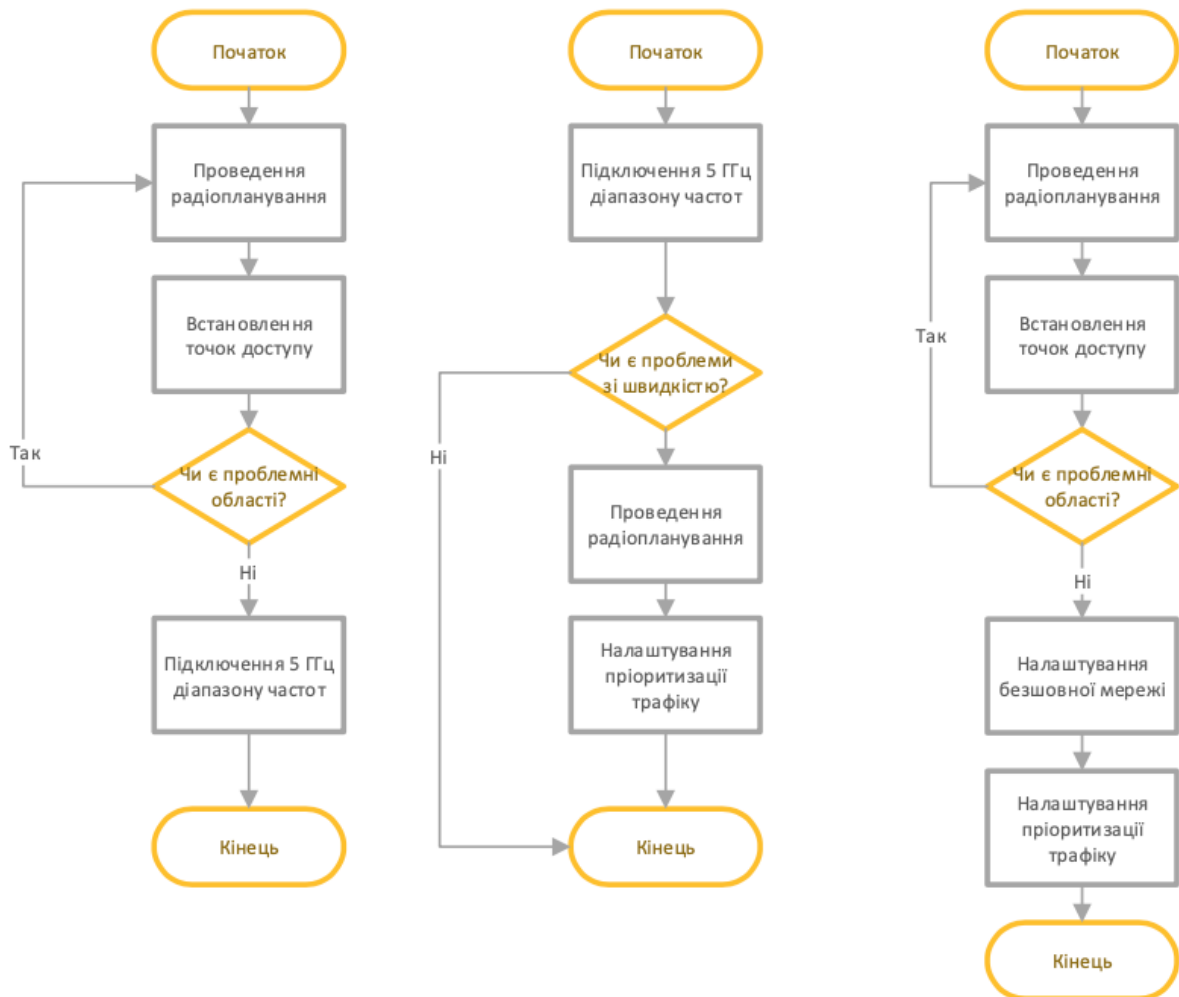 Початок
Проведення
радіопланування
Встановлення
точок доступу
Чи є проблемні
області?
Так
Ні
Підключення 5 ГГц
діапазону частот
Кінець
Початок
Підключення 5 ГГц
діапазону частот
Чи є проблеми
зі швидкістю?
Ні
Проведення
радіопланування
Налаштування
пріоритизації
трафіку
Кінець
Початок
Проведення
радіопланування
Встановлення
точок доступу
Так
Чи є проблемні
області?
Ні
Налаштування
безшовної мережі
Налаштування
пріоритизації
трафіку
Кінець